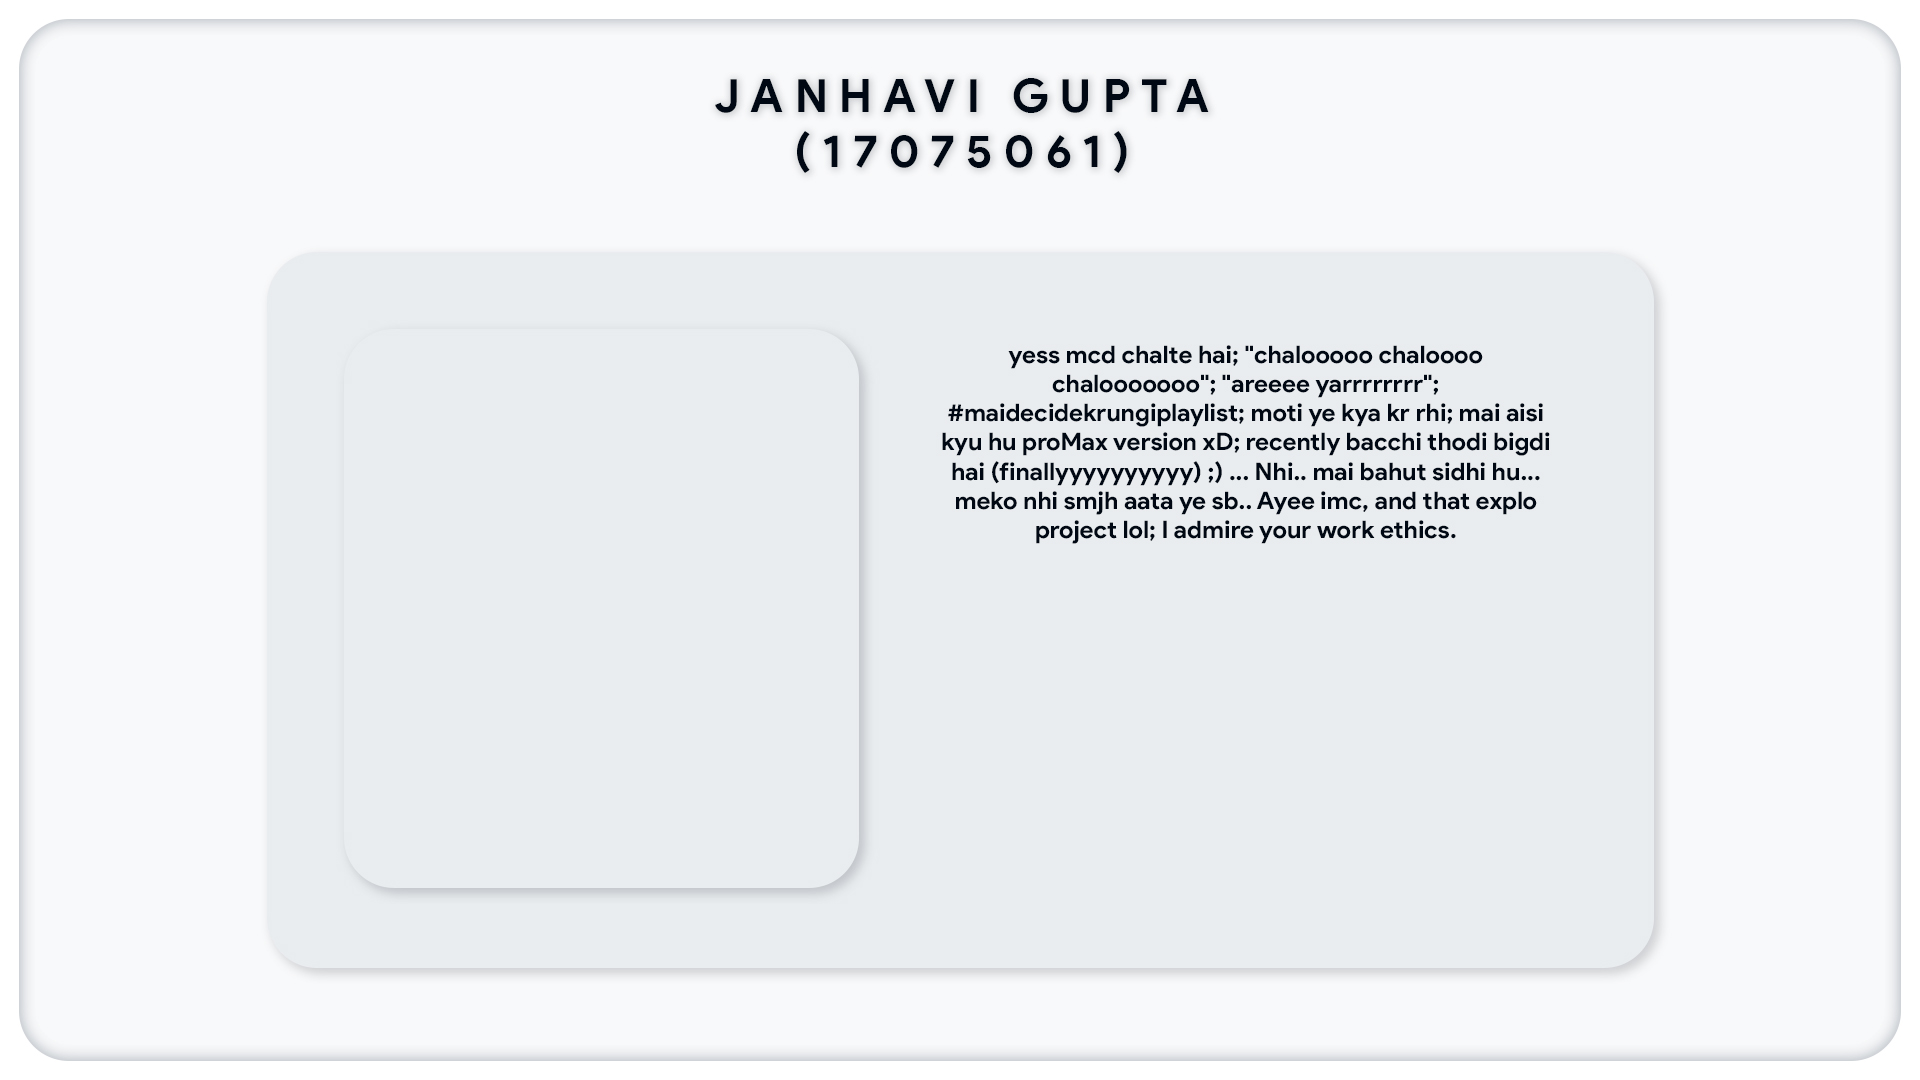 JANHAVI GUPTA
(17075061)
yess mcd chalte hai; "chalooooo chaloooo
chalooooooo"; "areeee yarrrrrrrr";
#maidecidekrungiplaylist; moti ye kya kr rhi; mai aisi
kyu hu proMax version xD; recently bacchi thodi bigdi
hai (finallyyyyyyyyyy) ;) ... Nhi.. mai bahut sidhi hu...
meko nhi smjh aata ye sb.. Ayee imc, and that explo
project lol; I admire your work ethics.